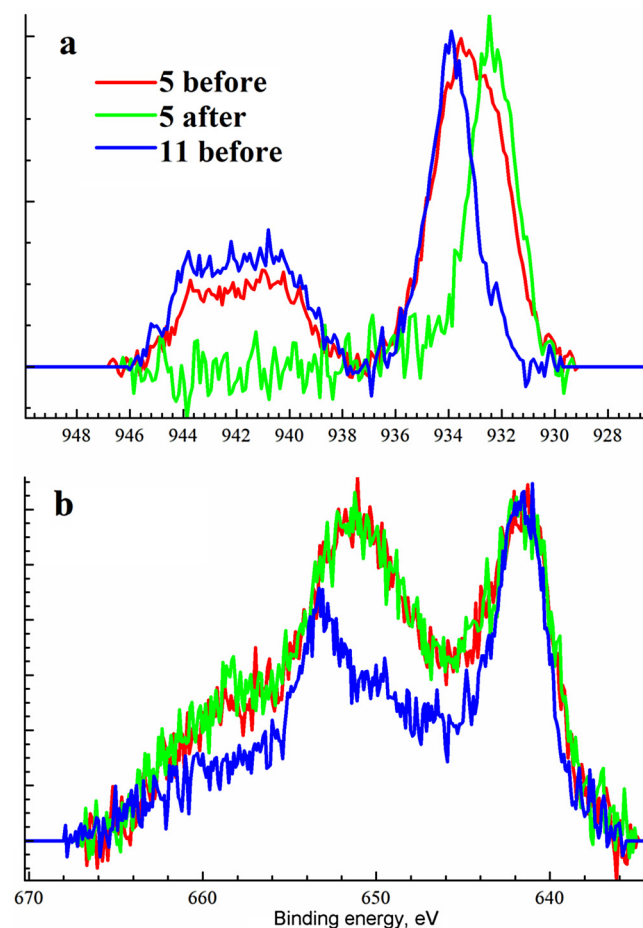 a
5 before
5 after
11 before
948 946 944 942 940 938 936 934 932 930 928
b
670 660 650 640
Binding energy, eV